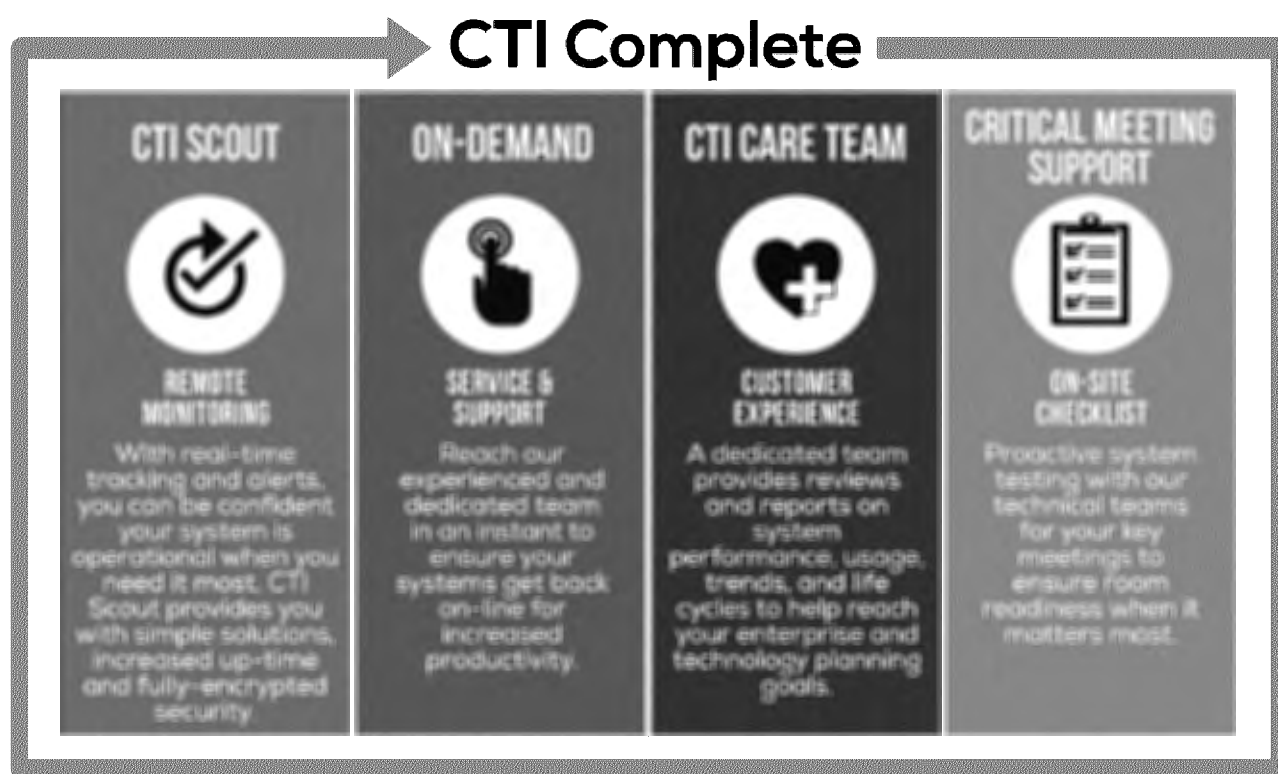 CTI Complete
CTI SCOUT
REMOTE
MONITORING
With real-time
tracking and alerts,
you can be confident
your system is
operational when you
need it most. CTI
Scout provides you
with simple solutions,
increased up-time
and fully-encrypted
security.
ON-DEMAND
SERVICE &
SUPPORT
Reach our
experienced and
dedicated team
in an instant to
ensure your
systems get back
on-line for
increased
productivity.
CTI CARE TEAM
CUSTOMER
EXPERIENCE
A dedicated team
provides reviews
and reports on
system
performance, usage,
trends, and life
cycles to help reach
your enterprise and
technology planning
goals.
CRITICAL MEETING
SUPPORT
ON-SITE
CHECKLIST
Proactive system
testing with our
technical teams
for your key
meetings to
ensure room
readiness when it
matters most.